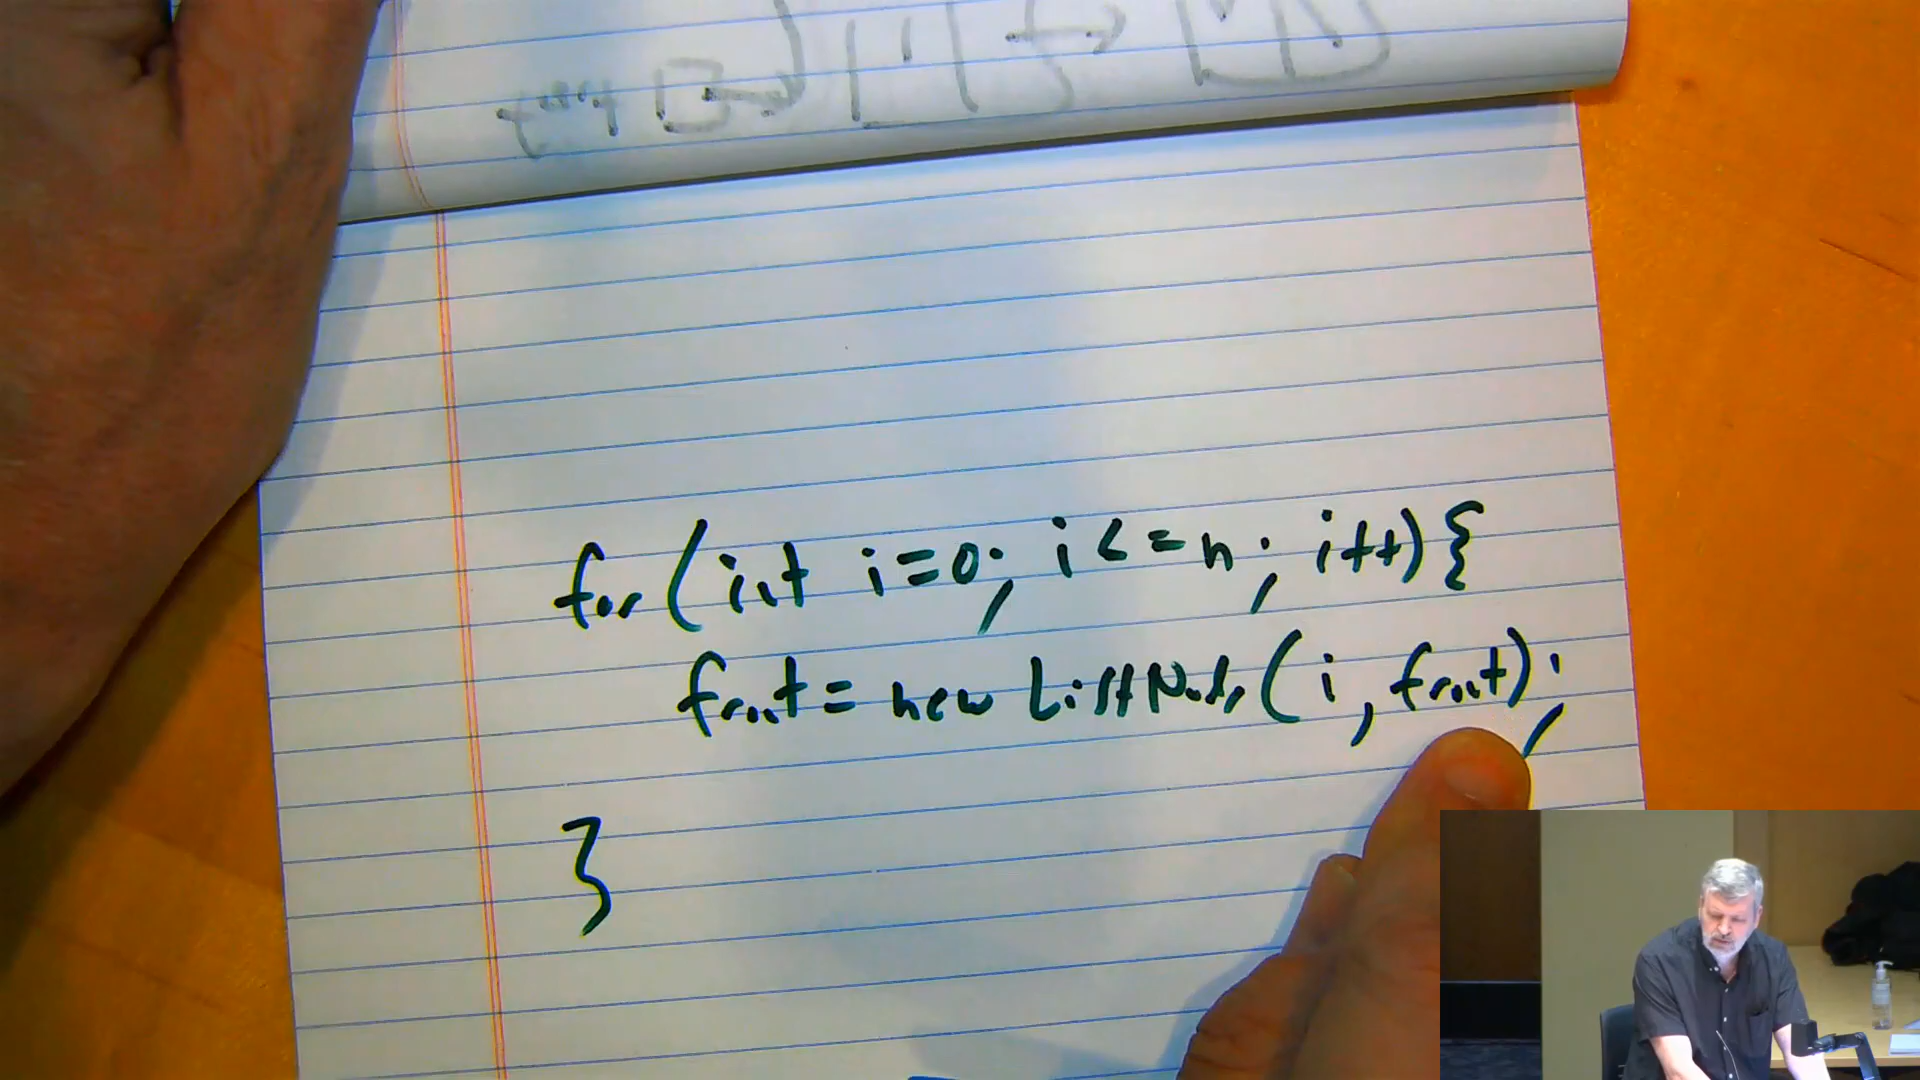 for (int i=0; i<=n; i++) {
front = new ListNode(i, front);
}